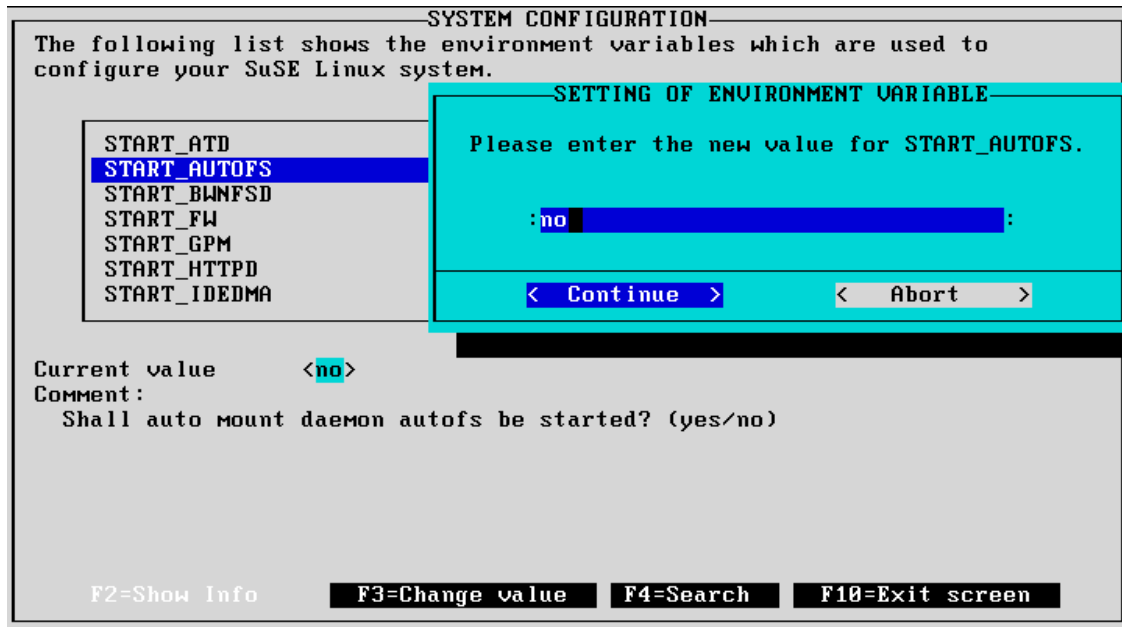 SYSTEM CONFIGURATION
The following list shows the environment variables which are used to
configure your SuSE Linux system.
SETTING OF ENVIRONMENT VARIABLE
Please enter the new value for START_AUTOFS.
:no :
< Continue > < Abort >
START_ATD
START_AUTOFS
START_BWNFSD
START_FW
START_GPM
START_HTTPD
START_IDEDMA
Current value <no>
Comment:
Shall auto mount daemon autofs be started? (yes/no)
F2=Show Info F3=Change value F4=Search F10=Exit screen